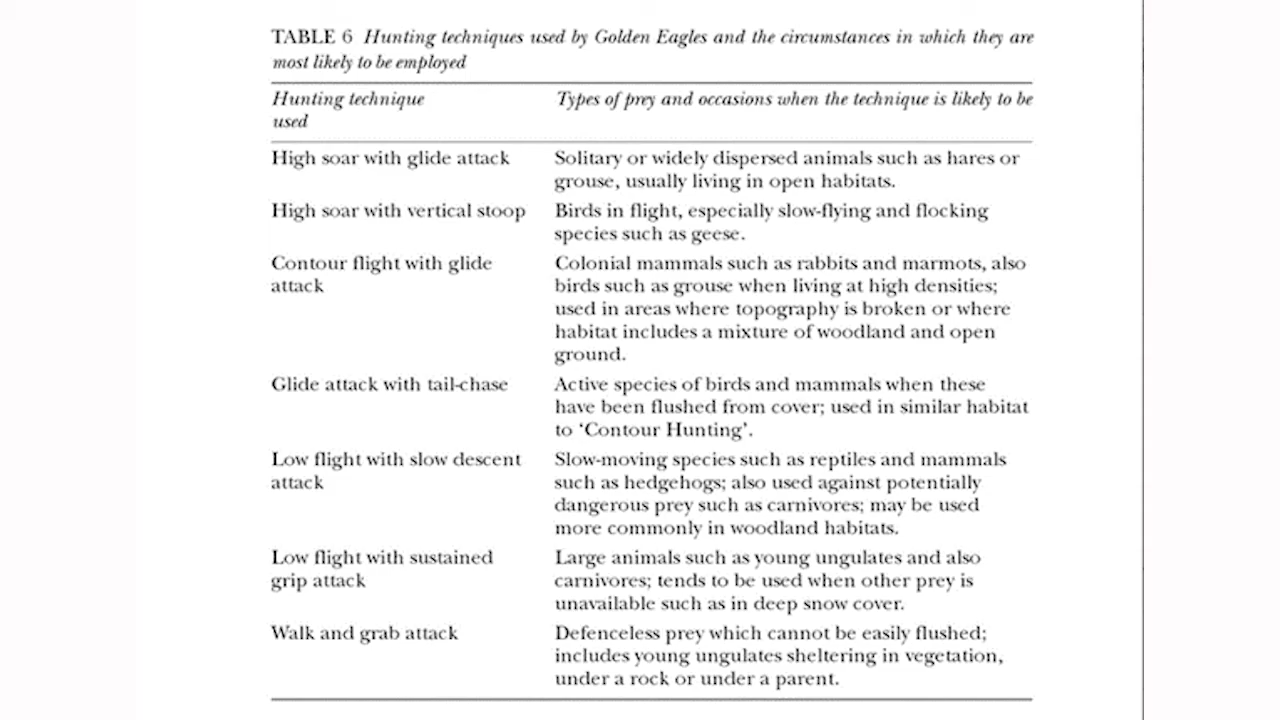 TABLE 6 Hunting techniques used by Golden Eagles and the circumstances in which they are
most likely to be employed
Hunting technique
used
Types of prey and occasions when the technique is likely to be
High soar with glide attack
Solitary or widely dispersed animals such as hares or
grouse, usually living in open habitats.
High soar with vertical stoop
Birds in flight, especially slow-flying and flocking
species such as geese.
Contour flight with glide
attack
Colonial mammals such as rabbits and marmots, also
birds such as grouse when living at high densities;
used in areas where topography is broken or where
habitat includes a mixture of woodland and open
ground.
Glide attack with tail-chase
Active species of birds and mammals when these
have been flushed from cover; used in similar habitat
to ‘Contour Hunting’.
Low flight with slow descent
attack
Slow-moving species such as reptiles and mammals
such as hedgehogs; also used against potentially
dangerous prey such as carnivores; may be used
more commonly in woodland habitats.
Low flight with sustained
grip attack
Large animals such as young ungulates and also
carnivores; tends to be used when other prey is
unavailable such as in deep snow cover.
Walk and grab attack
Defenceless prey which cannot be easily flushed;
includes young ungulates sheltering in vegetation,
under a rock or under a parent.